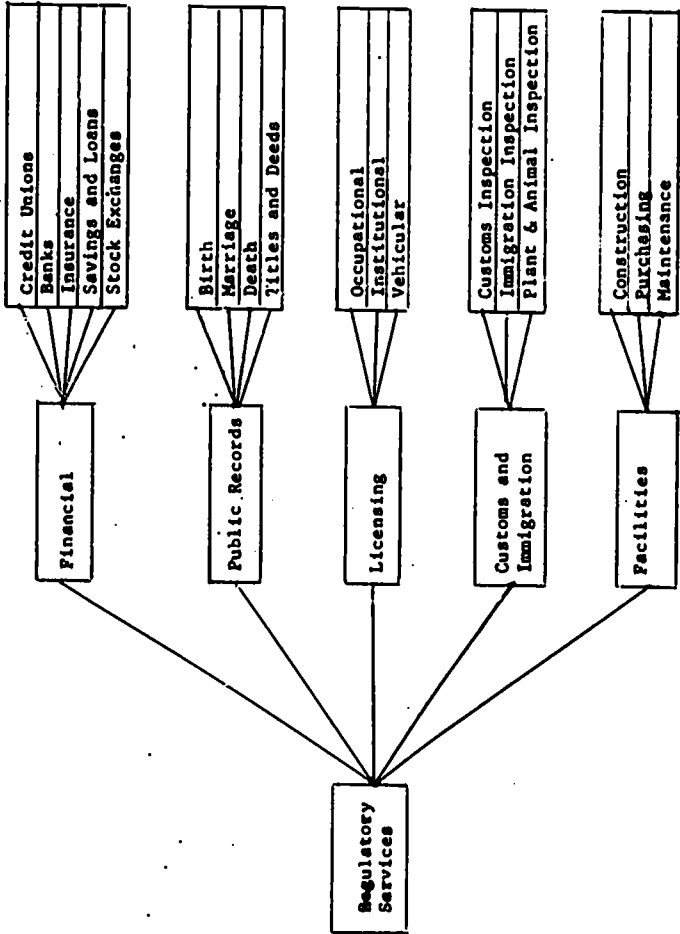 Regulatory
Services
Financial
Credit Unions
Banks
Insurance
Savings and Loans
Stock Exchanges
Public Records
Birth
Marriage
Death
Titles and Deeds
Licensing
Occupational
Institutional
Vehicular
Customs and
Immigration
Customs Inspection
Immigration Inspection
Plant & Animal Inspection
Facilities
Construction
Purchasing
Maintenance